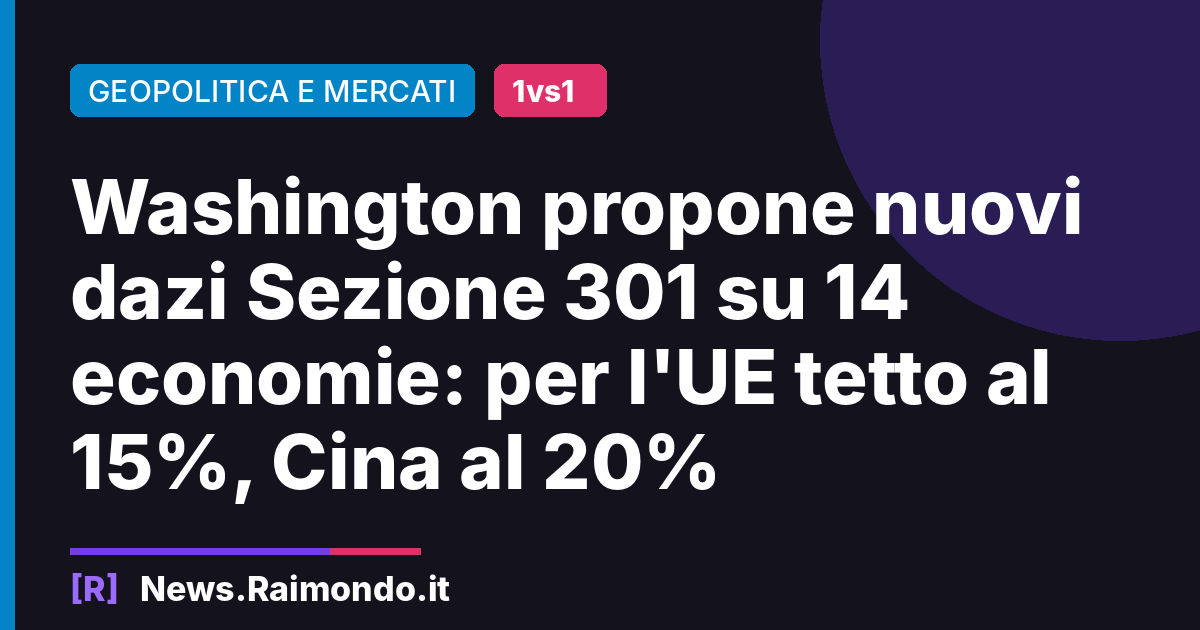 GEOPOLITICA E MERCATI 1vs1
Washington propone nuovi
dazi Sezione 301 su 14
economie: per l'UE tetto al
15%, Cina al 20%
[R] News.Raimondo.it